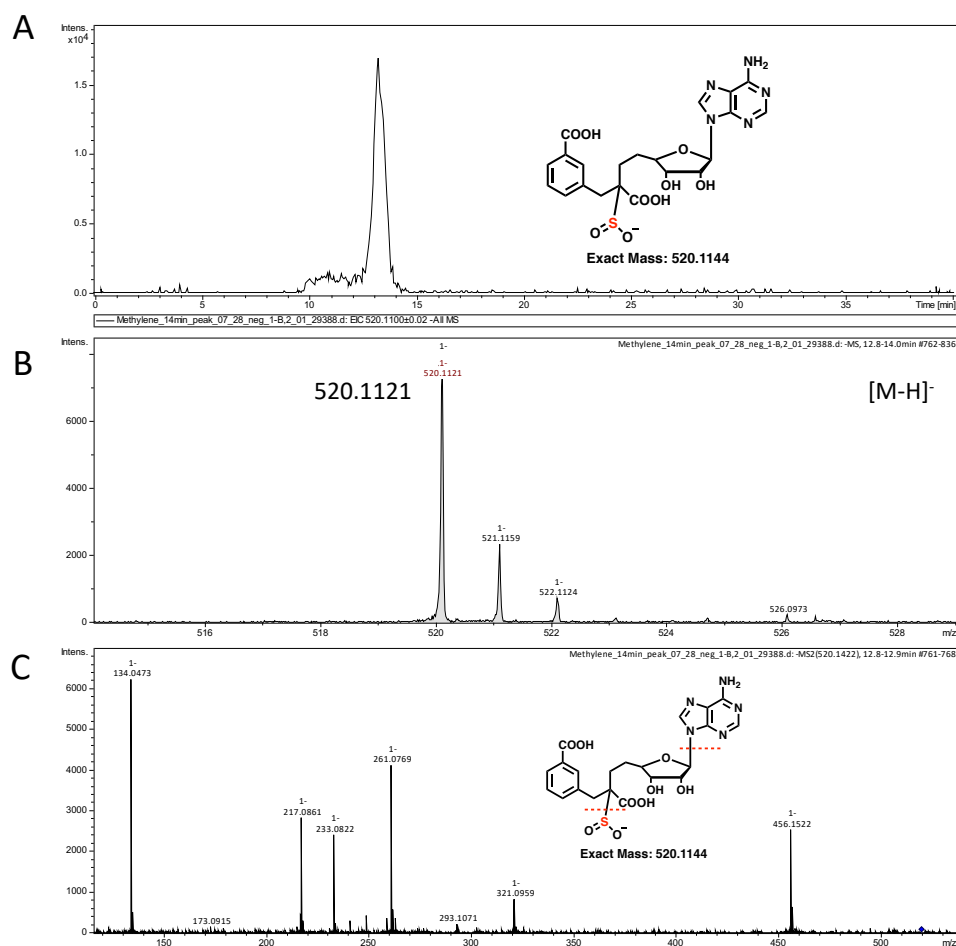 A
Intens.
x10⁴
1.5
1.0
0.5
0.0
0
5
10
15
20
25
30
35
Time [min]
NH₂
N
N
N
N
COOH
O
OH
OH
COOH
S
O
O⁻
Exact Mass: 520.1144
Methylene_14min_peak_07_28_neg_1-B,2_01_29388.d: EIC 520.1100±0.02 -All MS
B
Intens.
Methylene_14min_peak_07_28_neg_1-B,2_01_29388.d: -MS, 12.8-14.0min #762-836
1-
.1-
520.1121
520.1121
[M-H]⁻
6000
4000
2000
0
1-
521.1159
1-
522.1124
526.0973
516
518
520
522
524
526
528
m/z
C
Intens.
Methylene_14min_peak_07_28_neg_1-B,2_01_29388.d: -MS2(520.1422), 12.8-12.9min #761-768
6000
5000
4000
3000
2000
1000
0
1-
134.0473
173.0915
1-
217.0861
1-
233.0822
1-
261.0769
293.1071
1-
321.0959
1-
456.1522
NH₂
N
N
N
N
COOH
O
OH
OH
COOH
S
O
O⁻
Exact Mass: 520.1144
150
200
250
300
350
400
450
500
m/z